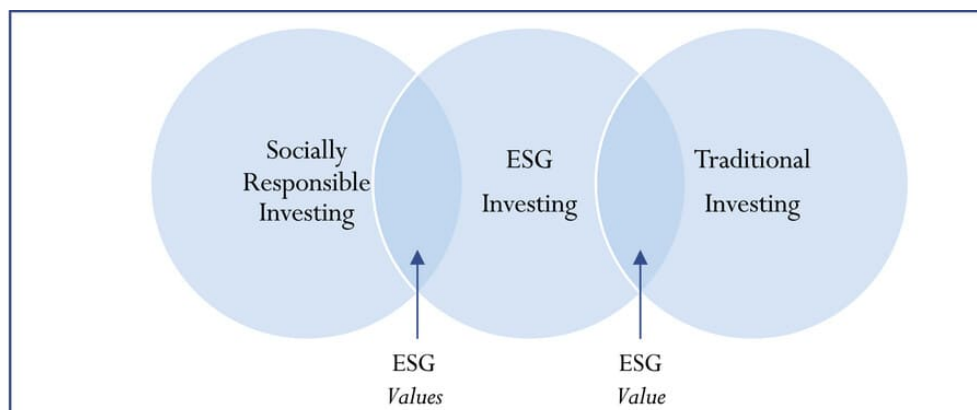 Socially
Responsible
Investing
ESG
Investing
Traditional
Investing
ESG
Values
ESG
Value